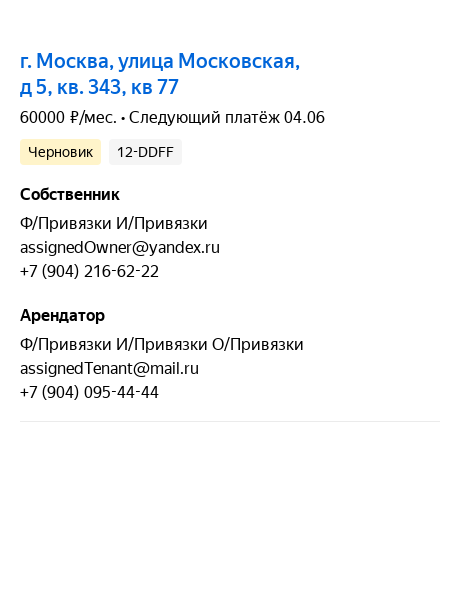 г. Москва, улица Московская,
д 5, кв. 343, кв 77
60000 ₽/мес. • Следующий платёж 04.06
Черновик 12-DDFF
Собственник
Ф/Привязки И/Привязки
assignedOwner@yandex.ru
+7 (904) 216-62-22
Арендатор
Ф/Привязки И/Привязки О/Привязки
assignedTenant@mail.ru
+7 (904) 095-44-44